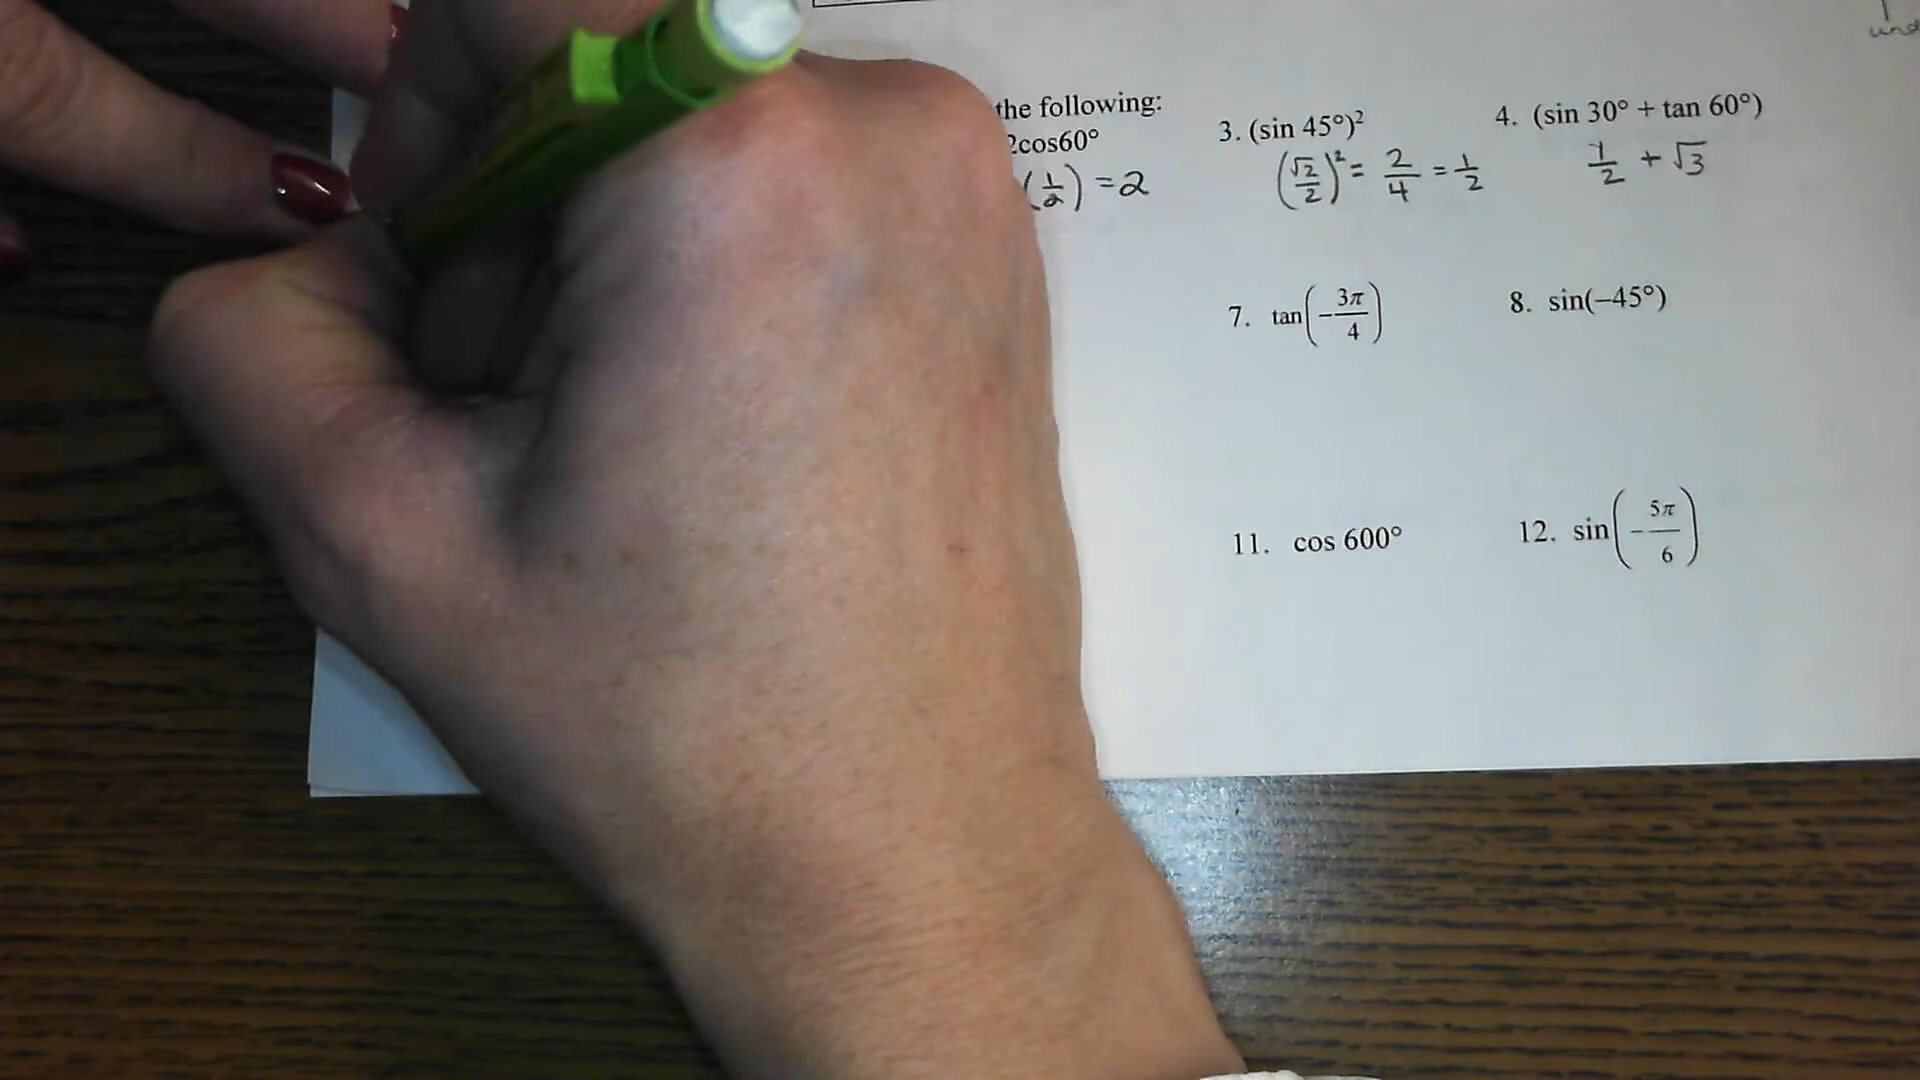 the following:
2cos60°
3. (sin 45°)²
4. (sin 30° + tan 60°)
(1/2) = 2
(√2/2)² = 2/4 = 1/2
1/2 + √3
7. tan(-3π/4)
8. sin(–45°)
11. cos 600°
12. sin(-5π/6)